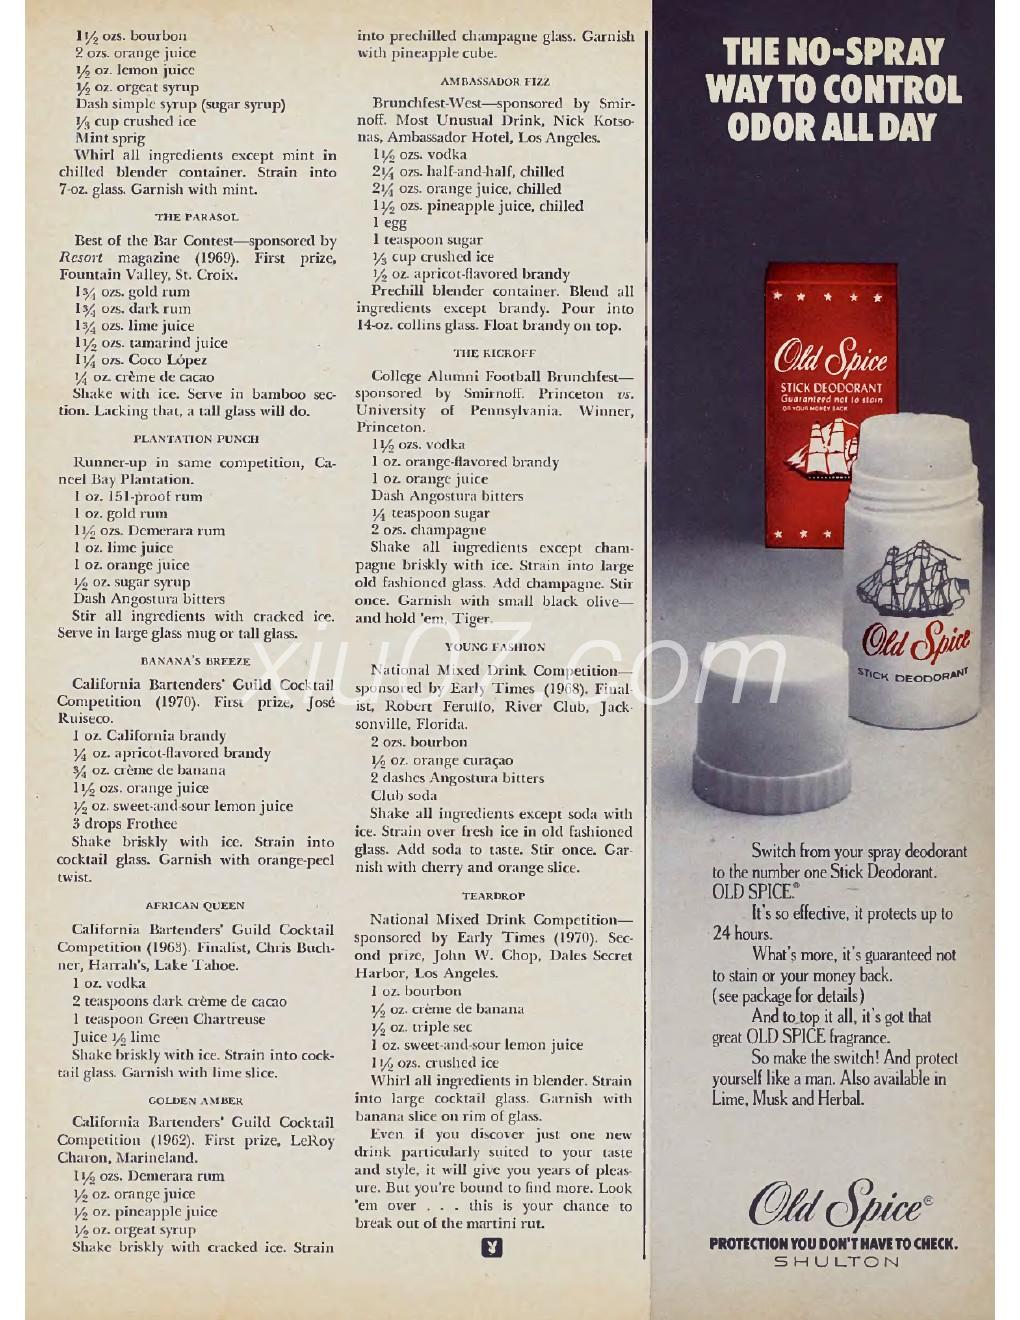 1½ ozs. bourbon
2 ozs. orange juice
½ oz. lemon juice
½ oz. orgeat syrup
Dash simple syrup (sugar syrup)
⅓ cup crushed ice
Mint sprig
Whirl all ingredients except mint in
chilled blender container. Strain into
7-oz. glass. Garnish with mint.
THE PARASOL
Best of the Bar Contest—sponsored by
Resort magazine (1969). First prize,
Fountain Valley, St. Croix.
1¾ ozs. gold rum
1¾ ozs. dark rum
1¾ ozs. lime juice
1½ ozs. tamarind juice
1¼ ozs. Coco López
¼ oz. crème de cacao
Shake with ice. Serve in bamboo sec-
tion. Lacking that, a tall glass will do.
PLANTATION PUNCH
Runner-up in same competition, Ca-
neel Bay Plantation.
1 oz. 151-proof rum
1 oz. gold rum
1½ ozs. Demerara rum
1 oz. lime juice
1 oz. orange juice
½ oz. sugar syrup
Dash Angostura bitters
Stir all ingredients with cracked ice.
Serve in large glass mug or tall glass.
BANANA'S BREEZE
California Bartenders' Guild Cocktail
Competition (1970). First prize, José
Ruiseco.
1 oz. California brandy
¼ oz. apricot-flavored brandy
¾ oz. crème de banana
1½ ozs. orange juice
½ oz. sweet-and-sour lemon juice
3 drops Frothee
Shake briskly with ice. Strain into
cocktail glass. Garnish with orange-peel
twist.
AFRICAN QUEEN
California Bartenders' Guild Cocktail
Competition (1968). Finalist, Chris Buch-
ner, Harrah's, Lake Tahoe.
1 oz. vodka
2 teaspoons dark crème de cacao
1 teaspoon Green Chartreuse
Juice ½ lime
Shake briskly with ice. Strain into cock-
tail glass. Garnish with lime slice.
GOLDEN AMBER
California Bartenders' Guild Cocktail
Competition (1962). First prize, LeRoy
Charon, Marineland.
1½ ozs. Demerara rum
½ oz. orange juice
½ oz. pineapple juice
½ oz. orgeat syrup
Shake briskly with cracked ice. Strain
into prechilled champagne glass. Garnish
with pineapple cube.
AMBASSADOR FIZZ
Brunchfest-West—sponsored by Smir-
noff. Most Unusual Drink, Nick Kotso-
nas, Ambassador Hotel, Los Angeles.
1½ ozs. vodka
2¼ ozs. half-and-half, chilled
2¼ ozs. orange juice, chilled
1½ ozs. pineapple juice, chilled
1 egg
1 teaspoon sugar
⅓ cup crushed ice
½ oz. apricot-flavored brandy
Prechill blender container. Blend all
ingredients except brandy. Pour into
14-oz. collins glass. Float brandy on top.
THE KICKOFF
College Alumni Football Brunchfest—
sponsored by Smirnoff. Princeton vs.
University of Pennsylvania. Winner,
Princeton.
1½ ozs. vodka
1 oz. orange-flavored brandy
1 oz. orange juice
Dash Angostura bitters
¼ teaspoon sugar
2 ozs. champagne
Shake all ingredients except cham-
pagne briskly with ice. Strain into large
old fashioned glass. Add champagne. Stir
once. Garnish with small black olive—
and hold 'em, Tiger.
YOUNG FASHION
National Mixed Drink Competition—
sponsored by Early Times (1968). Final-
ist, Robert Ferullo, River Club, Jack-
sonville, Florida.
2 ozs. bourbon
½ oz. orange curaçao
2 dashes Angostura bitters
Club soda
Shake all ingredients except soda with
ice. Strain over fresh ice in old fashioned
glass. Add soda to taste. Stir once. Gar-
nish with cherry and orange slice.
TEARDROP
National Mixed Drink Competition—
sponsored by Early Times (1970). Sec-
ond prize, John W. Chop, Dales Secret
Harbor, Los Angeles.
1 oz. bourbon
½ oz. crème de banana
½ oz. triple sec
1 oz. sweet-and-sour lemon juice
1½ ozs. crushed ice
Whirl all ingredients in blender. Strain
into large cocktail glass. Garnish with
banana slice on rim of glass.
Even if you discover just one new
drink particularly suited to your taste
and style, it will give you years of pleas-
ure. But you're bound to find more. Look
'em over . . . this is your chance to
break out of the martini rut.
THE NO-SPRAY
WAY TO CONTROL
ODOR ALL DAY
Old Spice
STICK DEODORANT
Guaranteed not to stain
OR YOUR MONEY BACK
Old Spice
STICK DEODORANT
Switch from your spray deodorant
to the number one Stick Deodorant.
OLD SPICE®
It's so effective, it protects up to
24 hours.
What's more, it's guaranteed not
to stain or your money back.
(see package for details)
And to top it all, it's got that
great OLD SPICE fragrance.
So make the switch! And protect
yourself like a man. Also available in
Lime, Musk and Herbal.
Old Spice®
PROTECTION YOU DON'T HAVE TO CHECK.
SHULTON
xiu07.com